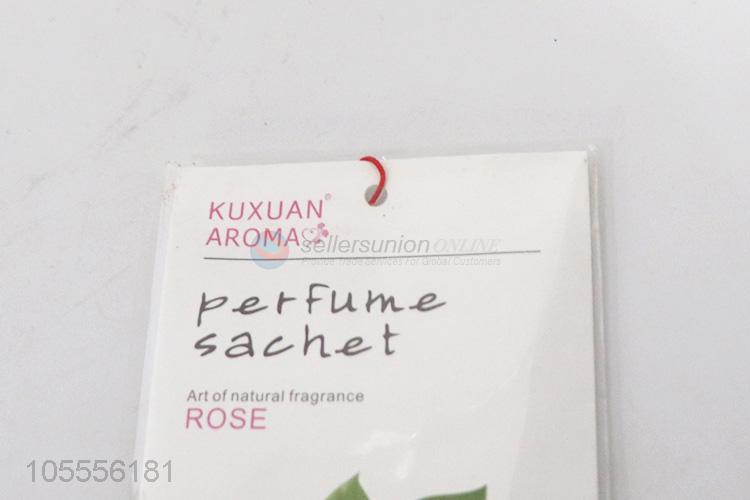 KUXUAN®
AROMA
sellersunion ONLINE
Provide Trade Services For Global Customers
perfume
sachet
Art of natural fragrance
ROSE
105556181